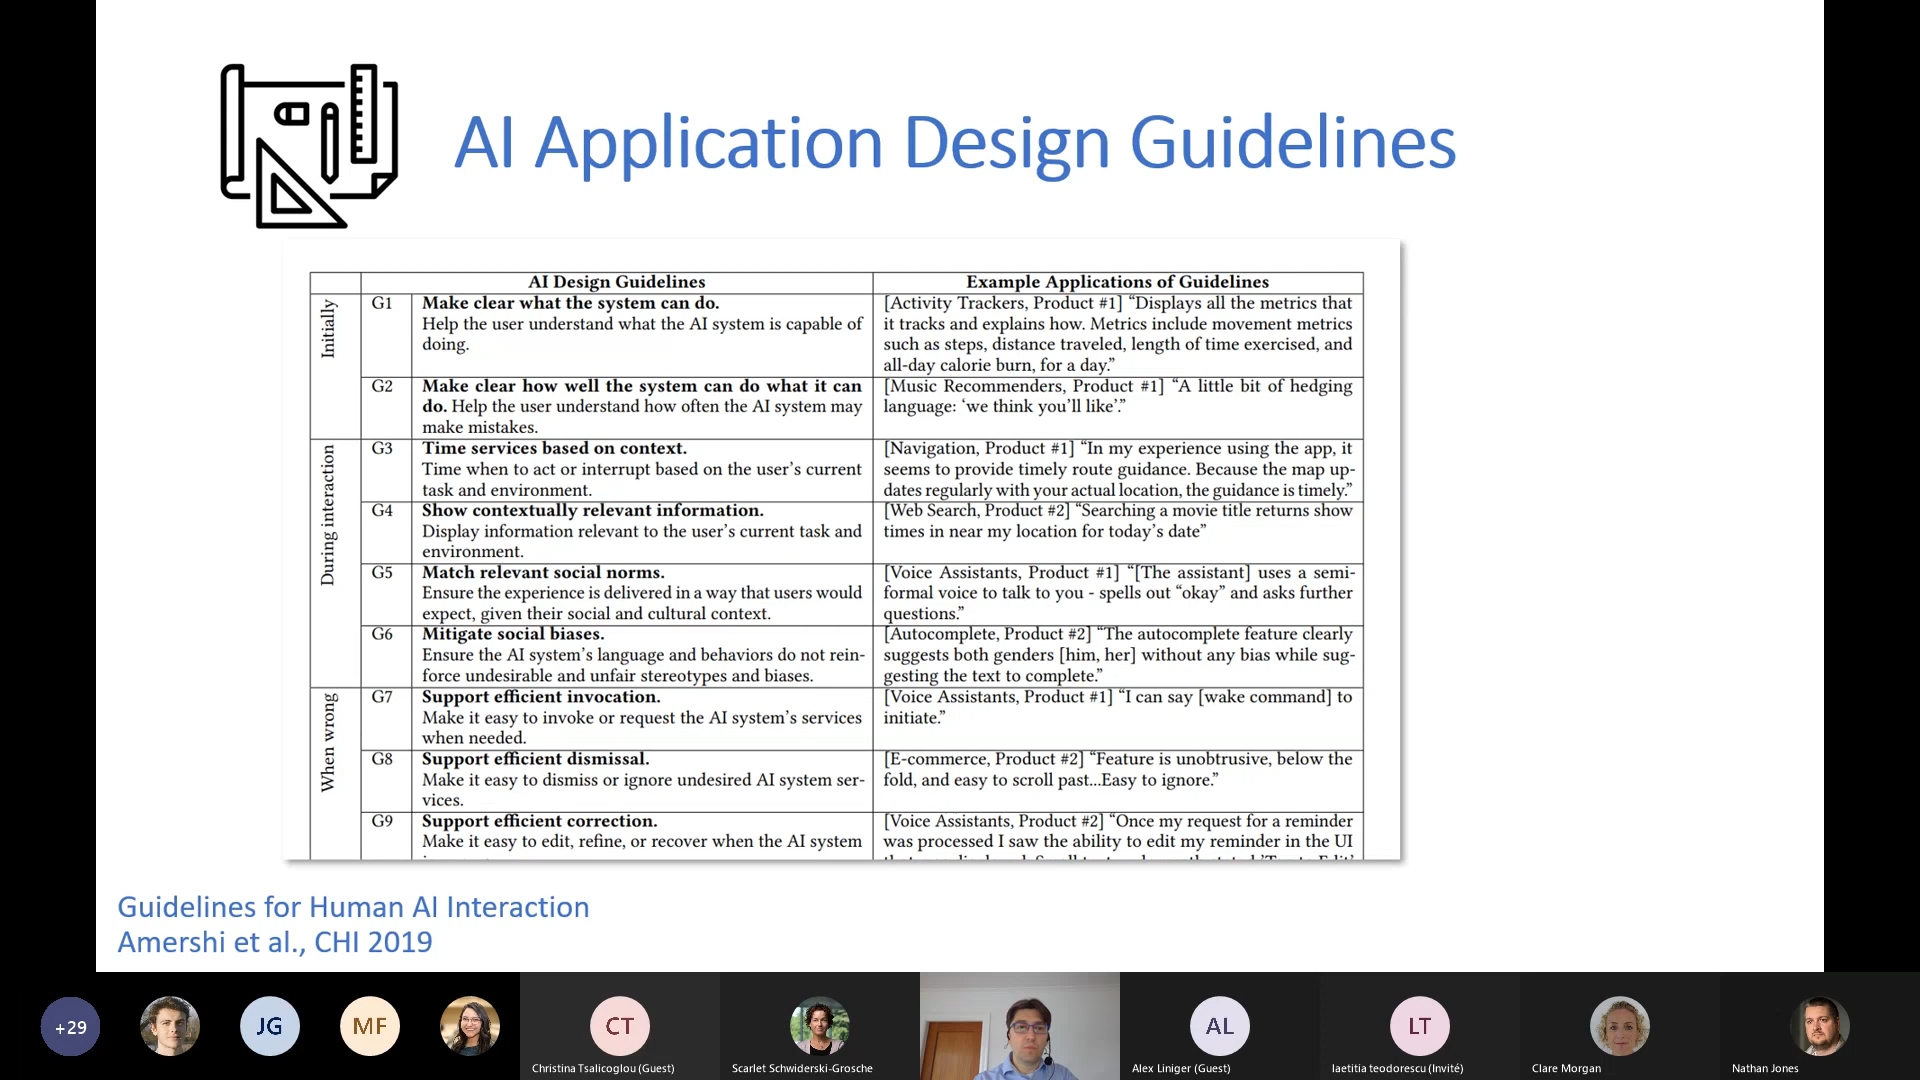 AI Application Design Guidelines
AI Design Guidelines
Example Applications of Guidelines
Initially
G1
Make clear what the system can do.
Help the user understand what the AI system is capable of
doing.
[Activity Trackers, Product #1] “Displays all the metrics that
it tracks and explains how. Metrics include movement metrics
such as steps, distance traveled, length of time exercised, and
all-day calorie burn, for a day.”
G2
Make clear how well the system can do what it can
do. Help the user understand how often the AI system may
make mistakes.
[Music Recommenders, Product #1] “A little bit of hedging
language: ‘we think you’ll like’.”
During interaction
G3
Time services based on context.
Time when to act or interrupt based on the user’s current
task and environment.
[Navigation, Product #1] “In my experience using the app, it
seems to provide timely route guidance. Because the map up-
dates regularly with your actual location, the guidance is timely.”
G4
Show contextually relevant information.
Display information relevant to the user’s current task and
environment.
[Web Search, Product #2] “Searching a movie title returns show
times in near my location for today’s date”
G5
Match relevant social norms.
Ensure the experience is delivered in a way that users would
expect, given their social and cultural context.
[Voice Assistants, Product #1] “[The assistant] uses a semi-
formal voice to talk to you - spells out “okay” and asks further
questions.”
G6
Mitigate social biases.
Ensure the AI system’s language and behaviors do not rein-
force undesirable and unfair stereotypes and biases.
[Autocomplete, Product #2] “The autocomplete feature clearly
suggests both genders [him, her] without any bias while sug-
gesting the text to complete.”
When wrong
G7
Support efficient invocation.
Make it easy to invoke or request the AI system’s services
when needed.
[Voice Assistants, Product #1] “I can say [wake command] to
initiate.”
G8
Support efficient dismissal.
Make it easy to dismiss or ignore undesired AI system ser-
vices.
[E-commerce, Product #2] “Feature is unobtrusive, below the
fold, and easy to scroll past...Easy to ignore.”
G9
Support efficient correction.
Make it easy to edit, refine, or recover when the AI system
[Voice Assistants, Product #2] “Once my request for a reminder
was processed I saw the ability to edit my reminder in the UI
Guidelines for Human AI Interaction
Amershi et al., CHI 2019
+29
JG
MF
CT
AL
LT
Christina Tsalicoglou (Guest)
Scarlet Schwiderski-Grosche
Alex Liniger (Guest)
laetitia teodorescu (Invité)
Clare Morgan
Nathan Jones